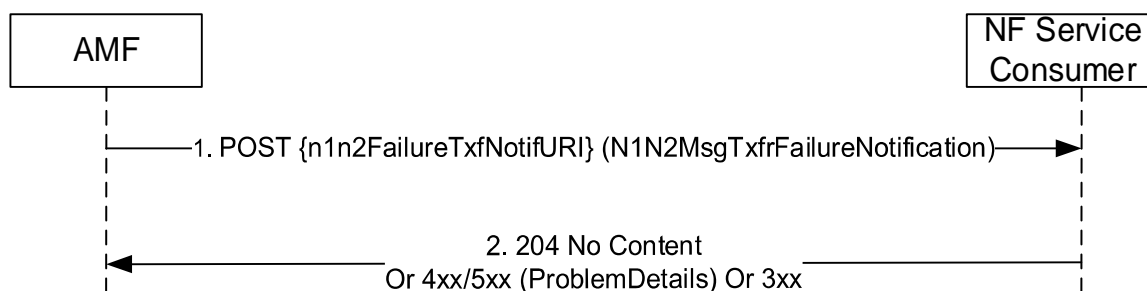 AMF
NF Service
Consumer
1. POST {n1n2FailureTxfNotifURI} (N1N2MsgTxfrFailureNotification)
2. 204 No Content
Or 4xx/5xx (ProblemDetails) Or 3xx